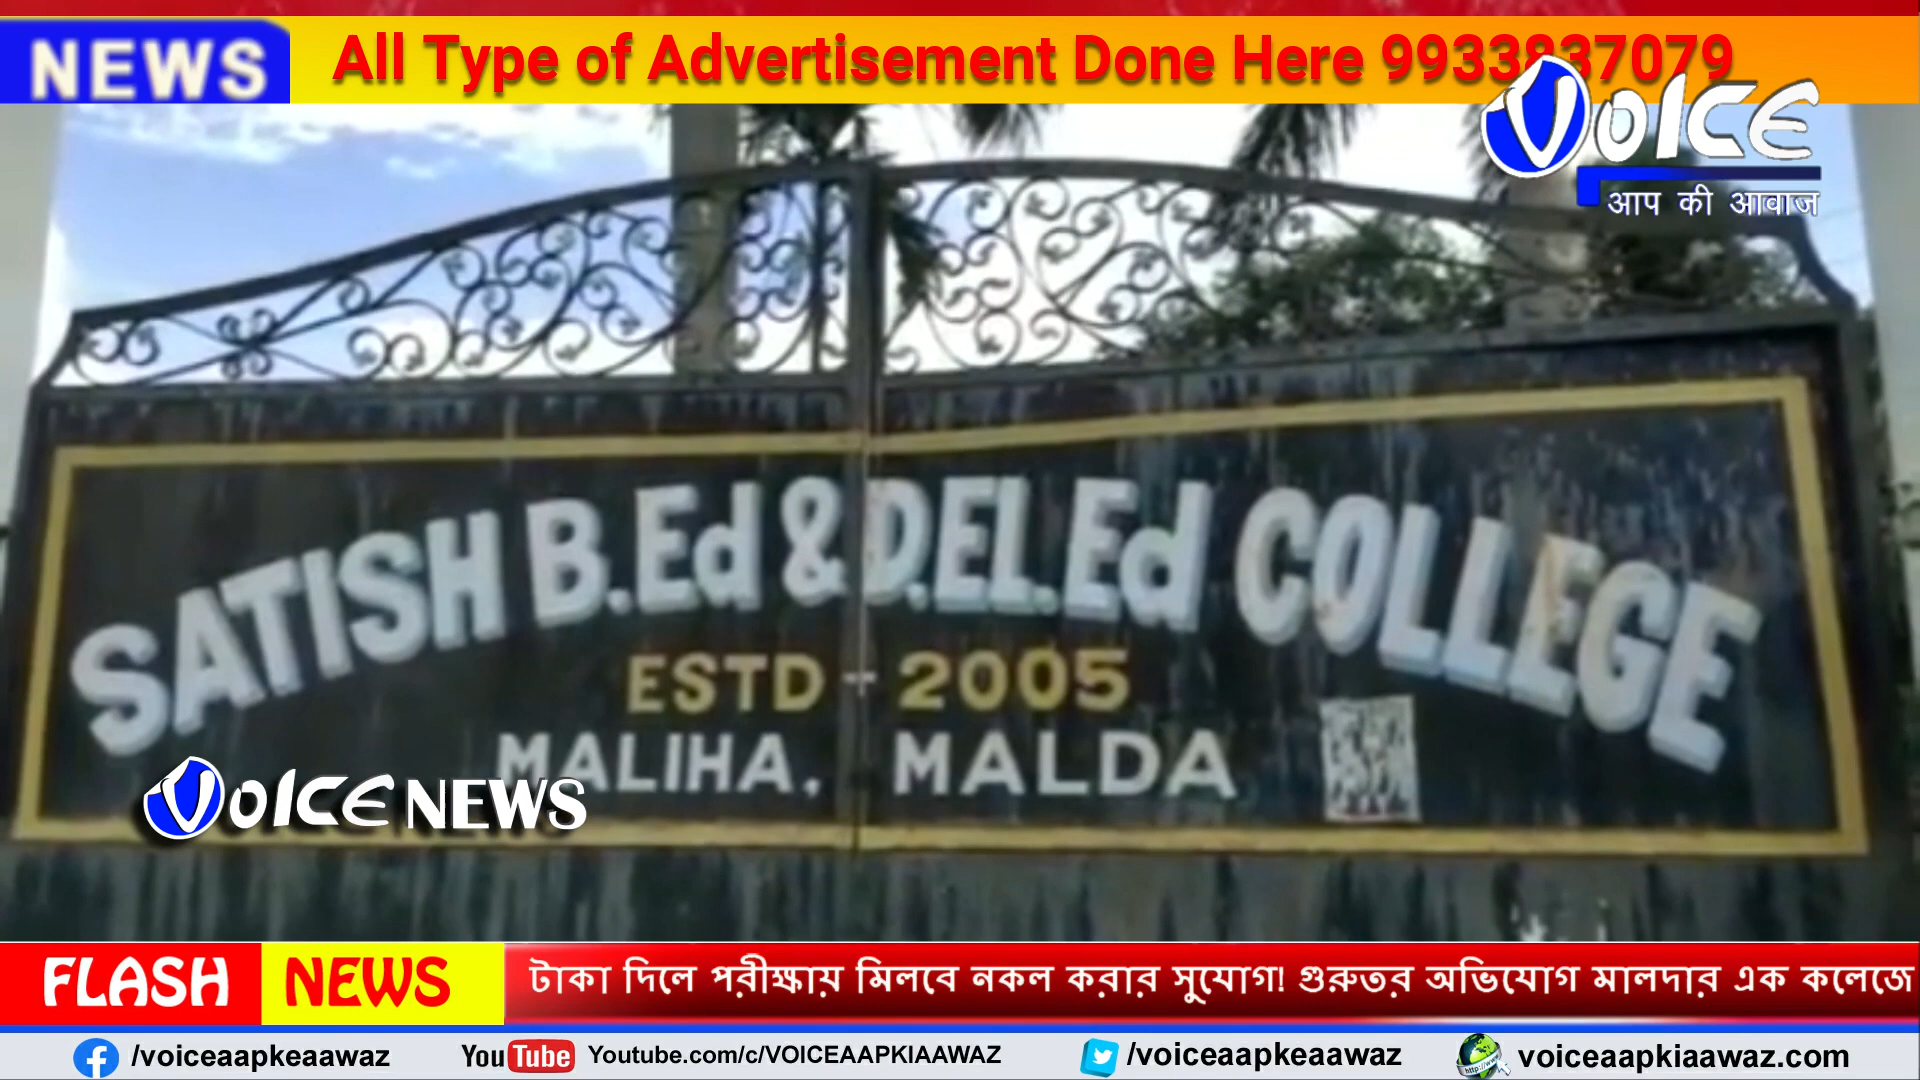 NEWS
All Type of Advertisement Done Here 9933837079
VOICE
आप की आवाज
SATISH B.Ed & D.EL.Ed COLLEGE
ESTD - 2005
MALIHA, MALDA
VOICE NEWS
FLASH NEWS
টাকা দিলে পরীক্ষায় মিলবে নকল করার সুযোগ! গুরুতর অভিযোগ মালদার এক কলেজে
/voiceaapkeaawaz
YouTube Youtube.com/c/VOICEAAPKIAAWAZ
/voiceaapkeaawaz
voiceaapkiaawaz.com